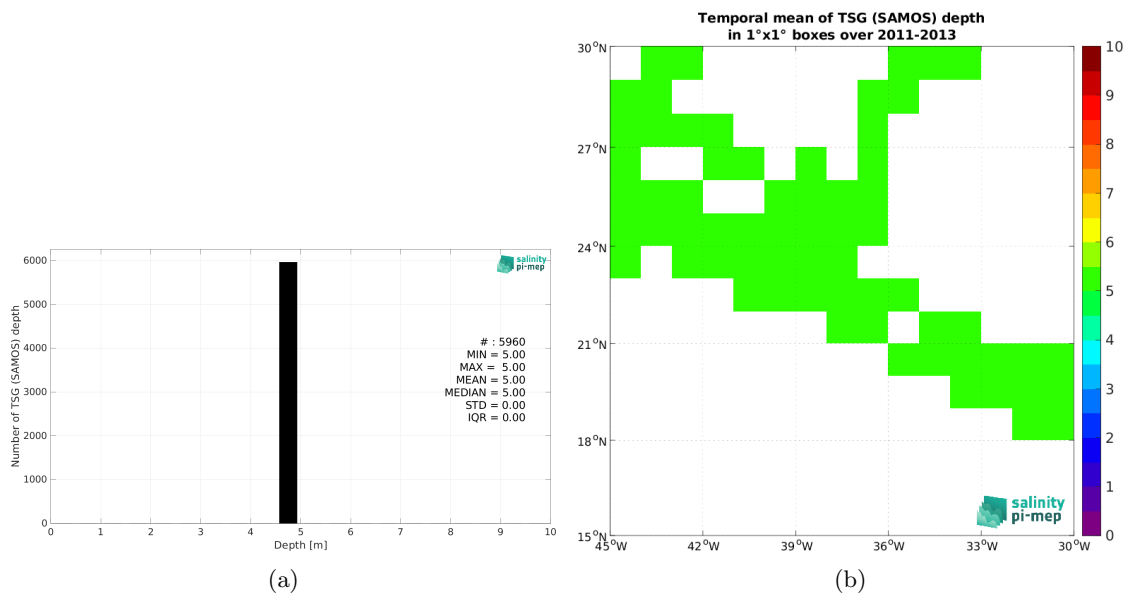 6000
5000
4000
3000
2000
1000
0
Number of TSG (SAMOS) depth
salinity
pi-mep
# : 5960
MIN = 5.00
MAX = 5.00
MEAN = 5.00
MEDIAN = 5.00
STD = 0.00
IQR = 0.00
0 1 2 3 4 5 6 7 8 9 10
Depth [m]
(a)
Temporal mean of TSG (SAMOS) depth
in 1°x1° boxes over 2011-2013
30°N
27°N
24°N
21°N
18°N
15°N
45°W 42°W 39°W 36°W 33°W 30°W
salinity
pi-mep
10
9
8
7
6
5
4
3
2
1
0
(b)